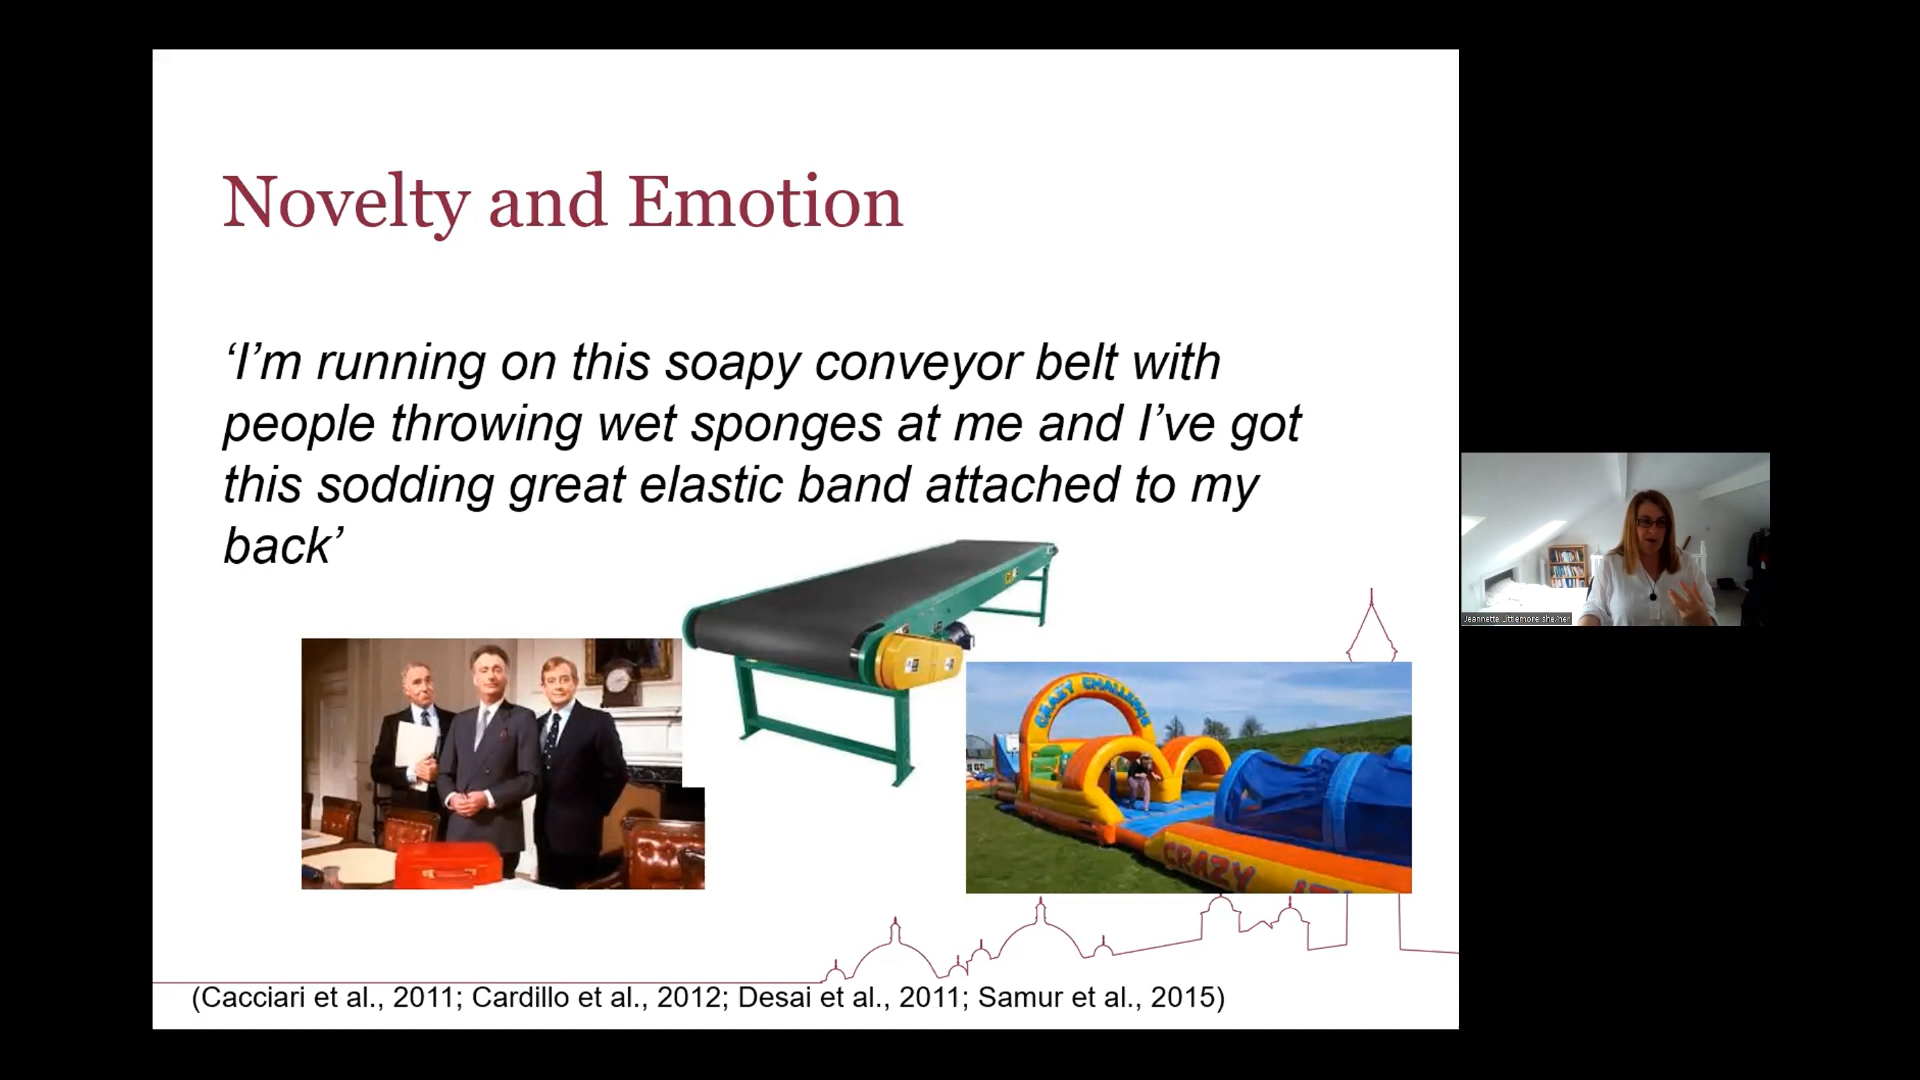 Novelty and Emotion
‘I’m running on this soapy conveyor belt with
people throwing wet sponges at me and I’ve got
this sodding great elastic band attached to my
back’
CRAZY CHALLENGE
CRAZY
Jeannette Littlemore she/her
(Cacciari et al., 2011; Cardillo et al., 2012; Desai et al., 2011; Samur et al., 2015)